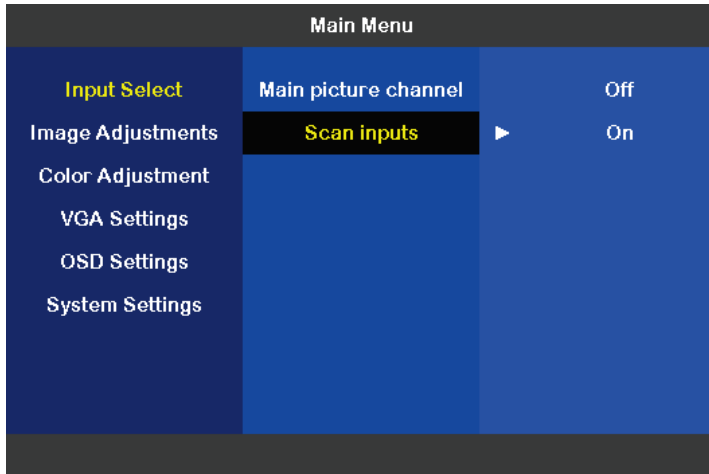 Main Menu
Input Select
Image Adjustments
Color Adjustment
VGA Settings
OSD Settings
System Settings
Main picture channel
Scan inputs
Off
On